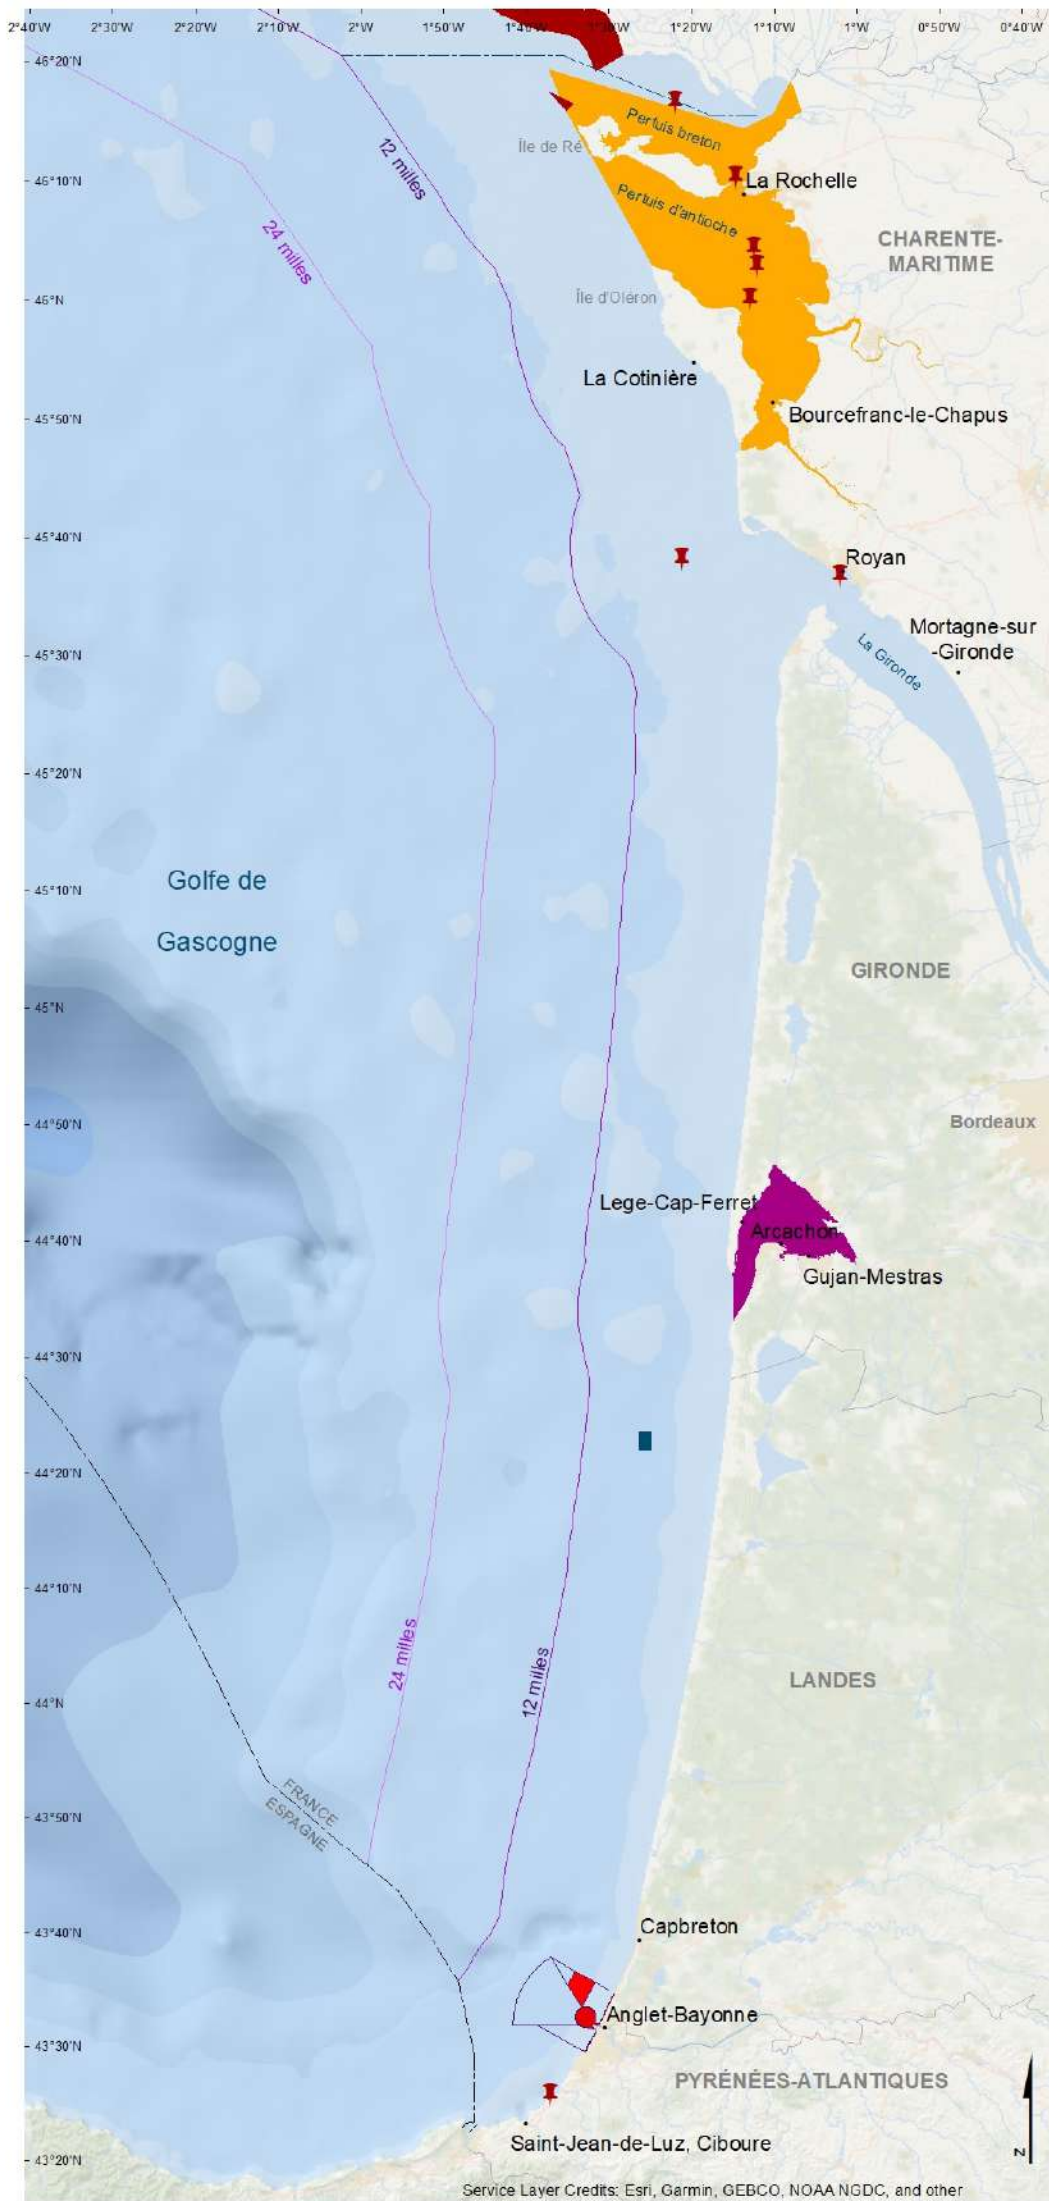 2°40'W 2°30'W 2°20'W 2°10'W 2°W 1°50'W 1°40'W 1°30'W 1°20'W 1°10'W 1°W 0°50'W 0°40'W
46°20'N
Pertuis breton
Île de Ré
12 milles
46°10'N
La Rochelle
Pertuis d'antioche
24 milles
CHARENTE-
MARITIME
46°N
Île d'Oléron
La Cotinière
45°50'N
Bourcefranc-le-Chapus
45°40'N
Royan
Mortagne-sur
-Gironde
45°30'N
La Gironde
45°20'N
Golfe de
45°10'N
Gascogne
GIRONDE
45°N
44°50'N
Bordeaux
Lege-Cap-Ferret
Arcachon
44°40'N
Gujan-Mestras
44°30'N
44°20'N
44°10'N
24 milles
12 milles
LANDES
44°N
FRANCE
43°50'N
ESPAGNE
43°40'N
Capbreton
Anglet-Bayonne
43°30'N
PYRÉNÉES-ATLANTIQUES
Saint-Jean-de-Luz, Ciboure
N
43°20'N
Service Layer Credits: Esri, Garmin, GEBCO, NOAA NGDC, and other